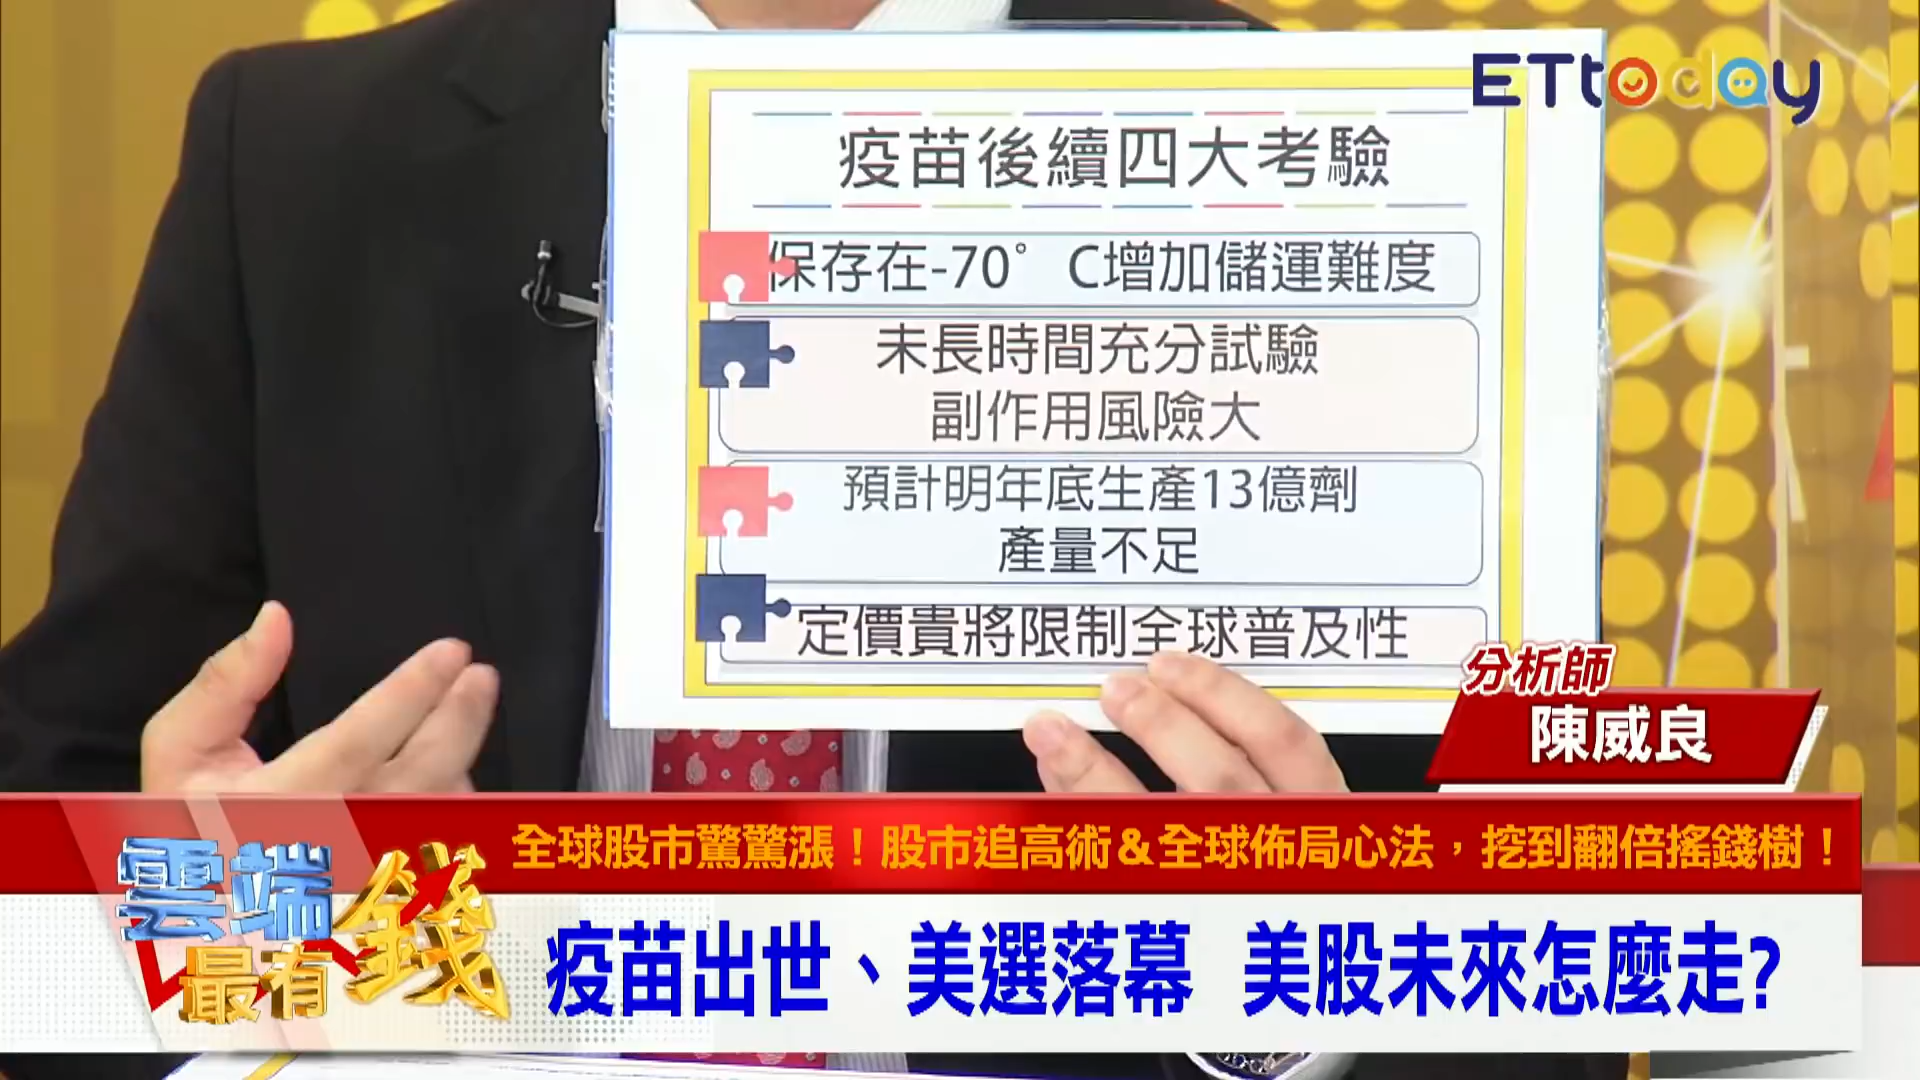 ETtoday
疫苗後續四大考驗
保存在-70°C增加儲運難度
未長時間充分試驗
副作用風險大
預計明年底生產13億劑
產量不足
定價貴將限制全球普及性
分析師
陳威良
全球股市驚驚漲！股市追高術＆全球佈局心法，挖到翻倍搖錢樹！
雲端
最有錢
疫苗出世、美選落幕 美股未來怎麼走?